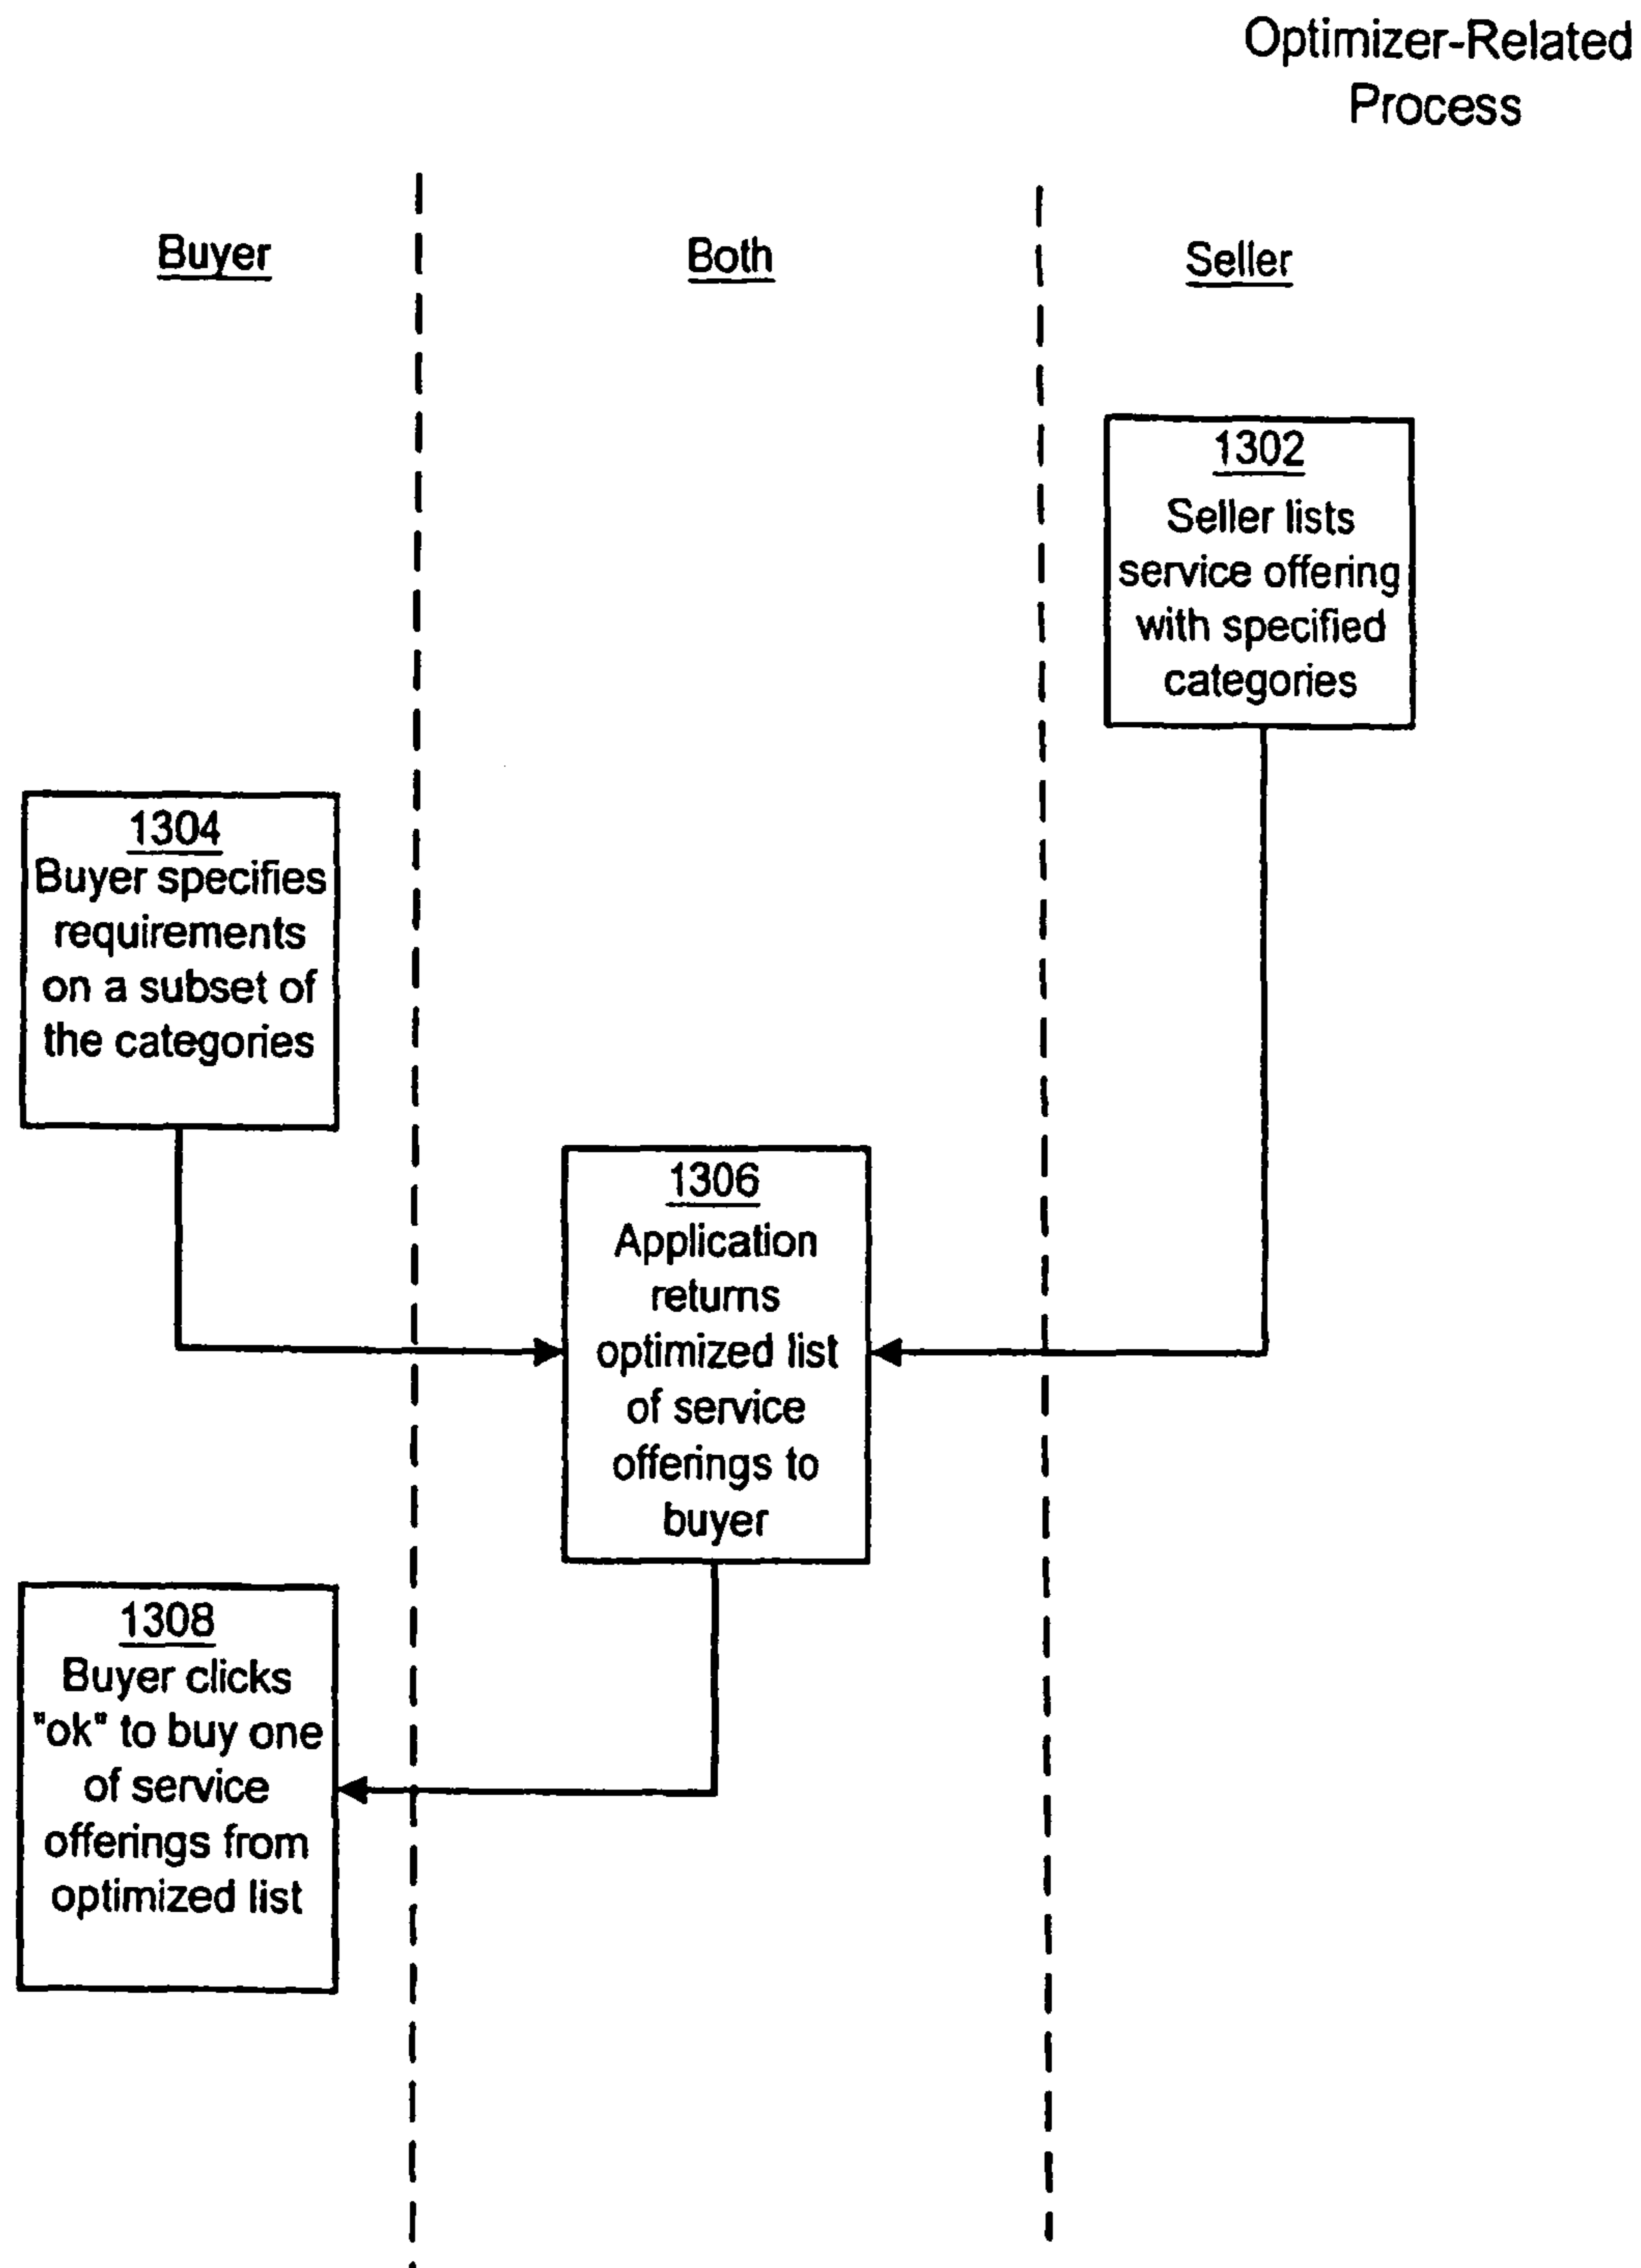 Optimizer-Related
Process
Buyer
Both
Seller
1302
Seller lists
service offering
with specified
categories
1304
Buyer specifies
requirements
on a subset of
the categories
1306
Application
returns
optimized list
of service
offerings to
buyer
1308
Buyer clicks
"ok" to buy one
of service
offerings from
optimized list